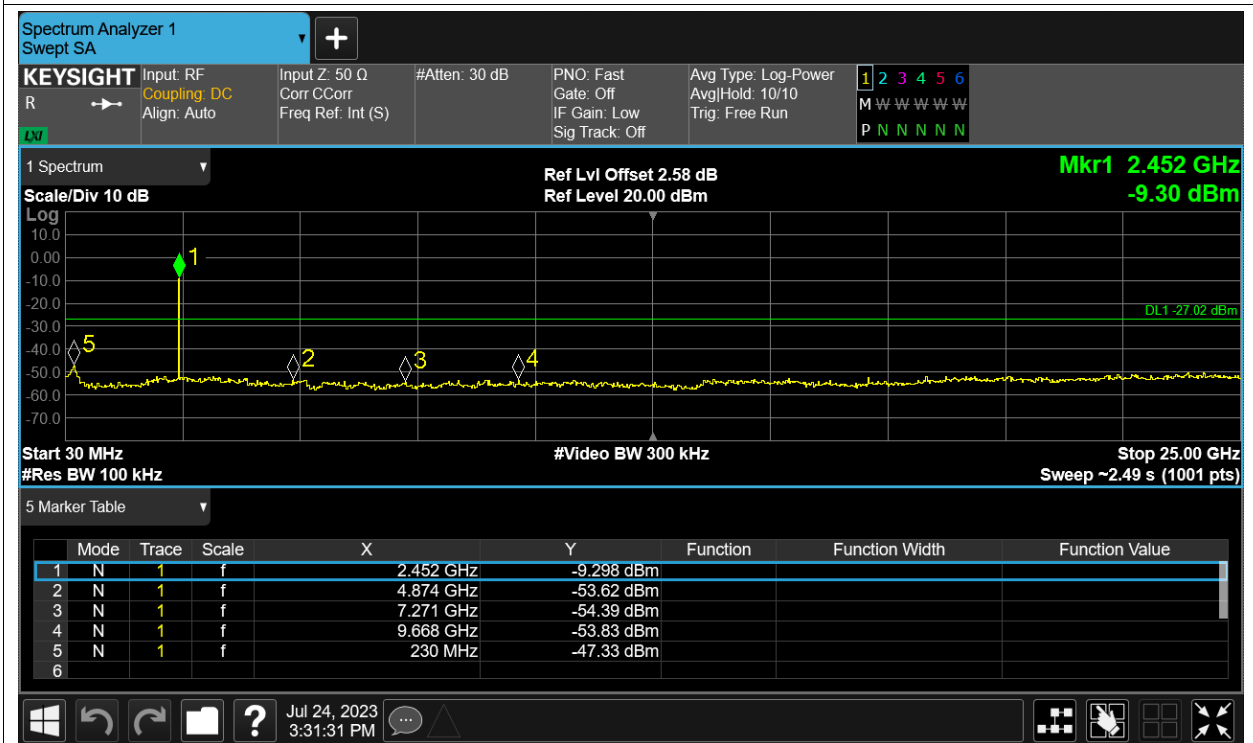 Spectrum Analyzer 1
Swept SA
KEYSIGHT Input: RF Input Z: 50 Ω #Atten: 30 dB PNO: Fast Avg Type: Log-Power 1 2 3 4 5 6
R Coupling: DC Corr CCorr Gate: Off Avg|Hold: 10/10 M W W W W W
Align: Auto Freq Ref: Int (S) IF Gain: Low Trig: Free Run
LXI Sig Track: Off P N N N N N
1 Spectrum Ref Lvl Offset 2.58 dB Mkr1 2.452 GHz
Scale/Div 10 dB Ref Level 20.00 dBm -9.30 dBm
Log
10.0
0.00 1
-10.0
-20.0
DL1 -27.02 dBm
-30.0
-40.0 5 2 3 4
-50.0
-60.0
-70.0
Start 30 MHz #Video BW 300 kHz Stop 25.00 GHz
#Res BW 100 kHz Sweep ~2.49 s (1001 pts)
5 Marker Table
Mode Trace Scale X Y Function Function Width Function Value
1 N 1 f 2.452 GHz -9.298 dBm
2 N 1 f 4.874 GHz -53.62 dBm
3 N 1 f 7.271 GHz -54.39 dBm
4 N 1 f 9.668 GHz -53.83 dBm
5 N 1 f 230 MHz -47.33 dBm
6
? Jul 24, 2023
3:31:31 PM